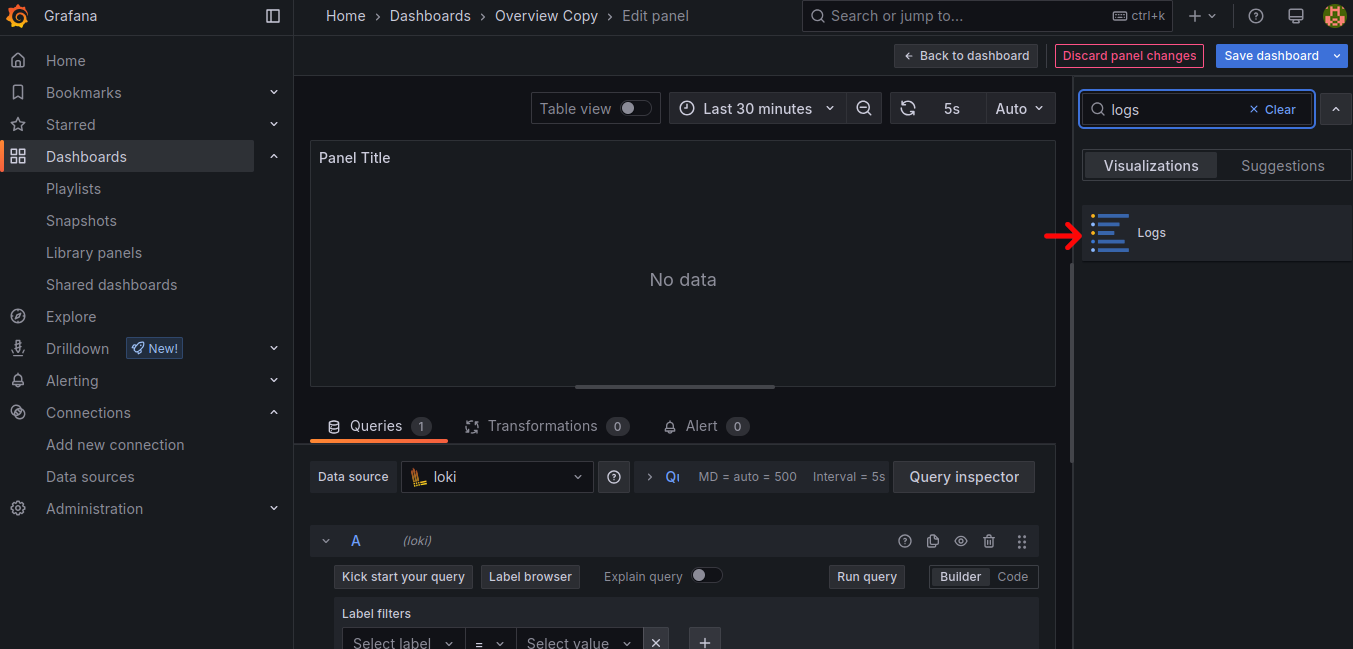 Grafana
Home › Dashboards › Overview Copy › Edit panel
Search or jump to...
ctrl+k
Back to dashboard
Discard panel changes
Save dashboard
Home
Bookmarks
Starred
Dashboards
Playlists
Snapshots
Library panels
Shared dashboards
Explore
Drilldown
New!
Alerting
Connections
Add new connection
Data sources
Administration
Table view
Last 30 minutes
5s
Auto
Panel Title
No data
Queries 1
Transformations 0
Alert 0
Data source
loki
MD = auto = 500
Interval = 5s
Query inspector
A
(loki)
Kick start your query
Label browser
Explain query
Run query
Builder
Code
Label filters
Select label
=
Select value
logs
Clear
Visualizations
Suggestions
Logs